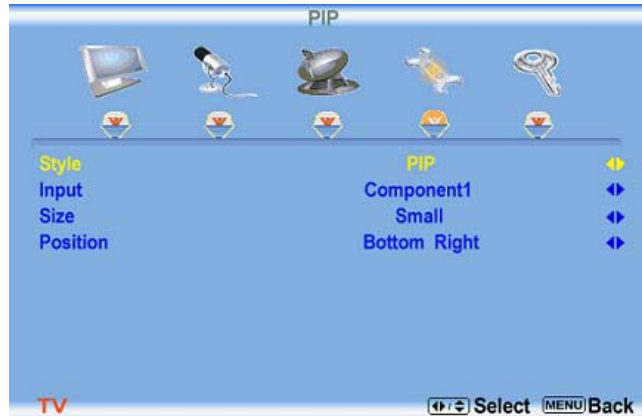 PIP
Style PIP
Input Component1
Size Small
Position Bottom Right
TV Select MENU Back